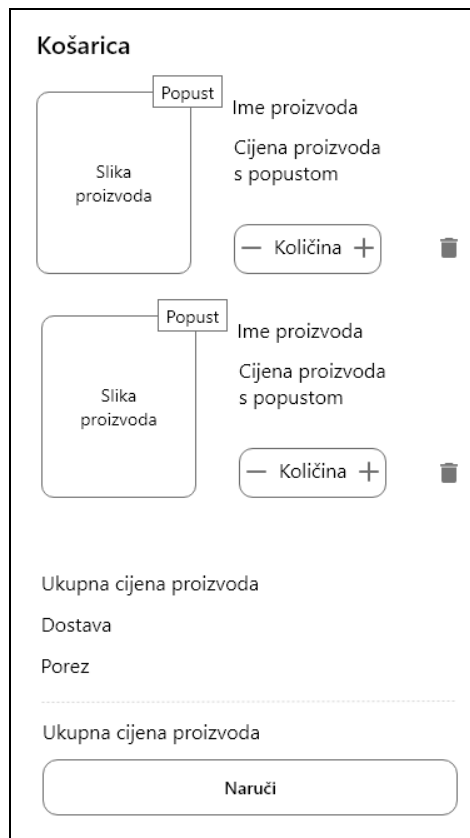 Košarica
Popust
Ime proizvoda
Slika
proizvoda
Cijena proizvoda
s popustom
— Količina +
Popust
Ime proizvoda
Slika
proizvoda
Cijena proizvoda
s popustom
— Količina +
Ukupna cijena proizvoda
Dostava
Porez
Ukupna cijena proizvoda
Naruči